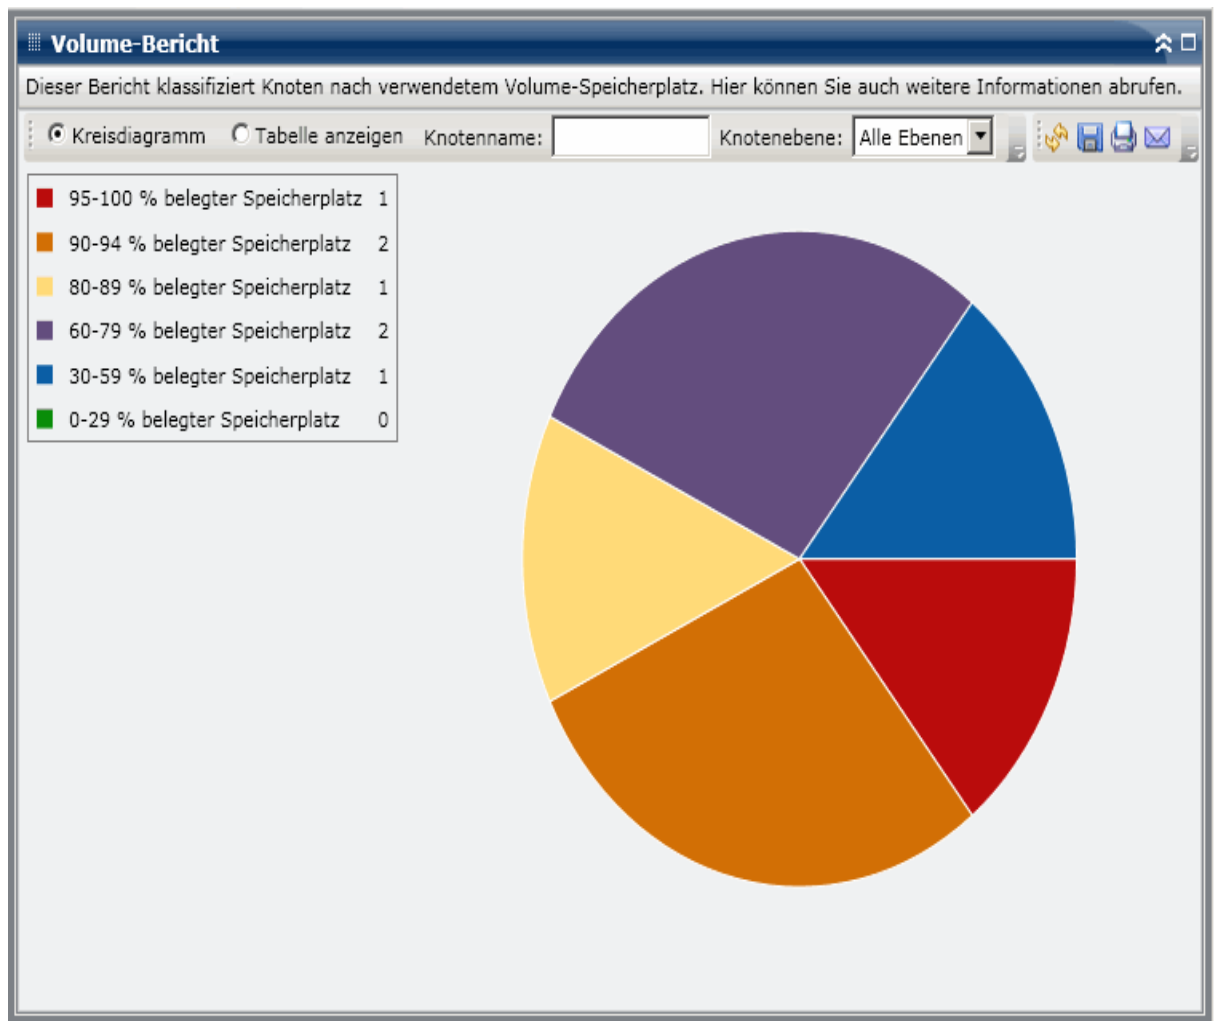 Volume-Bericht
Dieser Bericht klassifiziert Knoten nach verwendetem Volume-Speicherplatz. Hier können Sie auch weitere Informationen abrufen.
Kreisdiagramm Tabelle anzeigen Knotenname: Knotenebene: Alle Ebenen
95-100 % belegter Speicherplatz 1
90-94 % belegter Speicherplatz 2
80-89 % belegter Speicherplatz 1
60-79 % belegter Speicherplatz 2
30-59 % belegter Speicherplatz 1
0-29 % belegter Speicherplatz 0